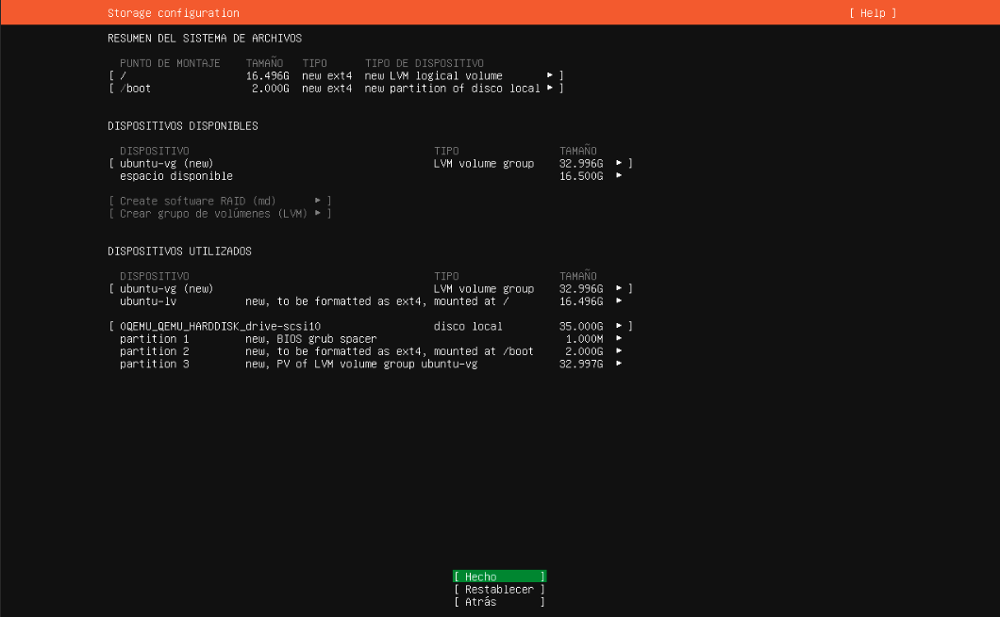 Storage configuration [ Help ]
RESUMEN DEL SISTEMA DE ARCHIVOS
PUNTO DE MONTAJE TAMAÑO TIPO TIPO DE DISPOSITIVO
[ / 16.496G new ext4 new LVM logical volume ▸ ]
[ /boot 2.000G new ext4 new partition of disco local ▸ ]
DISPOSITIVOS DISPONIBLES
DISPOSITIVO TIPO TAMAÑO
[ ubuntu-vg (new) LVM volume group 32.996G ▸ ]
espacio disponible 16.500G ▸
[ Create software RAID (md) ▸ ]
[ Crear grupo de volúmenes (LVM) ▸ ]
DISPOSITIVOS UTILIZADOS
DISPOSITIVO TIPO TAMAÑO
[ ubuntu-vg (new) LVM volume group 32.996G ▸ ]
ubuntu-lv new, to be formatted as ext4, mounted at / 16.496G ▸
[ 0QEMU_QEMU_HARDDISK_drive-scsi10 disco local 35.000G ▸ ]
partition 1 new, BIOS grub spacer 1.000M ▸
partition 2 new, to be formatted as ext4, mounted at /boot 2.000G ▸
partition 3 new, PV of LVM volume group ubuntu-vg 32.997G ▸
[ Hecho ]
[ Restablecer ]
[ Atrás ]